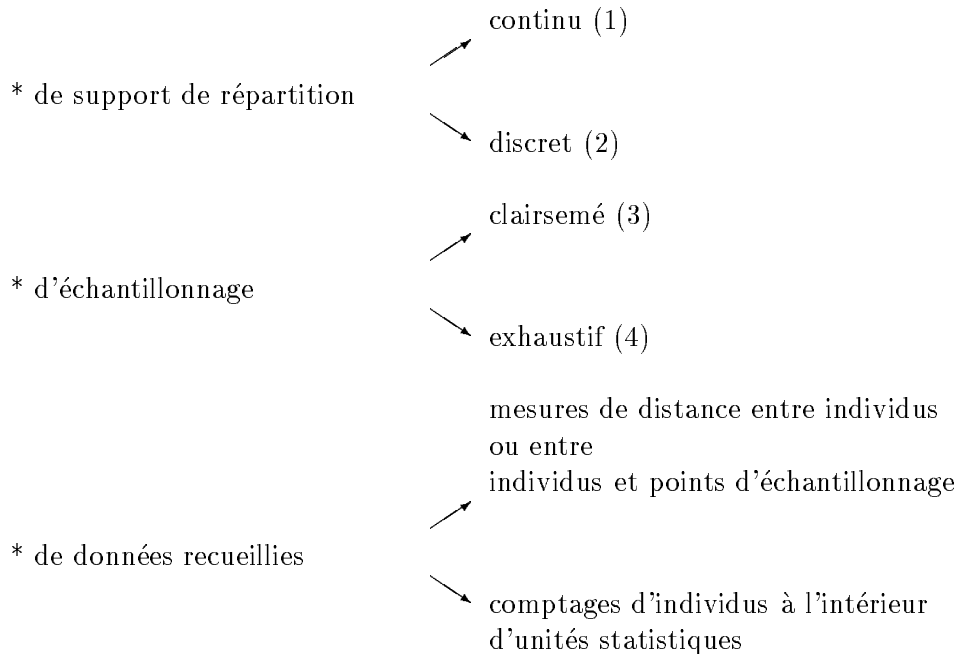 continu (1)
* de support de répartition
discret (2)
clairsemé (3)
* d'échantillonnage
exhaustif (4)
mesures de distance entre individus
ou entre
individus et points d'échantillonnage
* de données recueillies
comptages d'individus à l'intérieur
d'unités statistiques